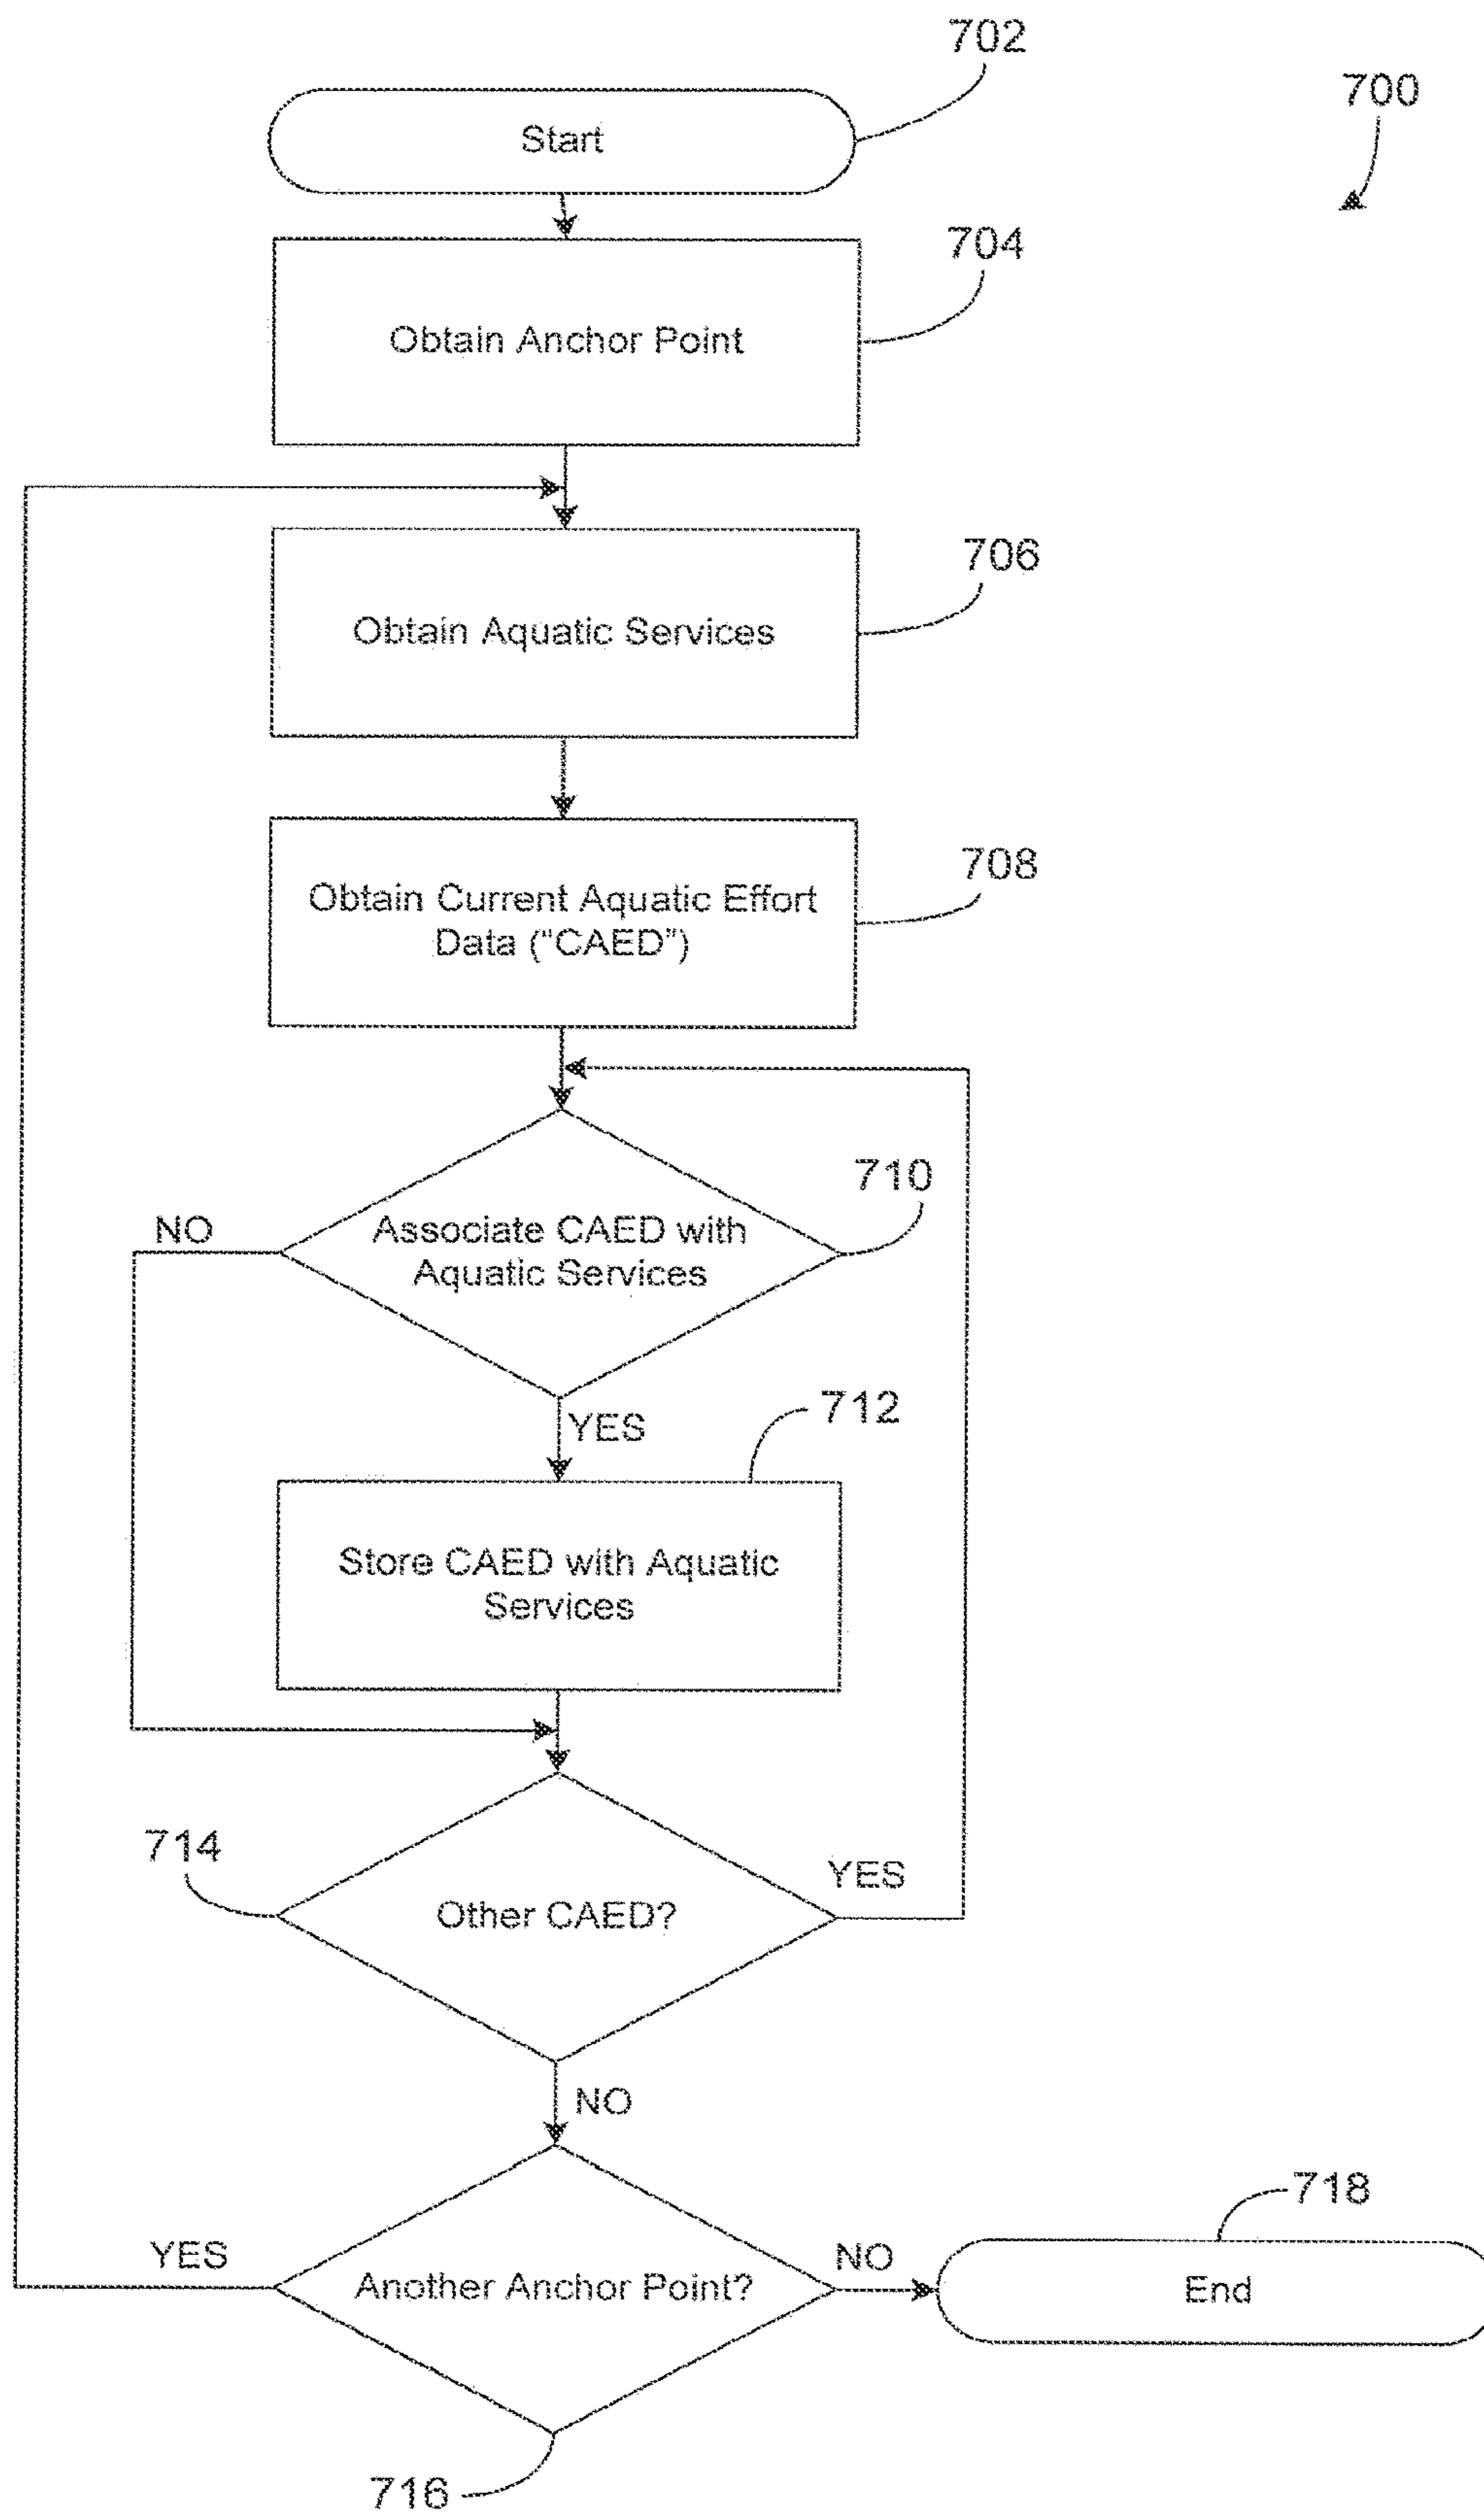 702
700
Start
704
Obtain Anchor Point
706
Obtain Aquatic Services
708
Obtain Current Aquatic Effort
Data ("CAED")
710
NO
Associate CAED with
Aquatic Services
YES
712
Store CAED with Aquatic
Services
714
YES
Other CAED?
NO
718
YES
NO
Another Anchor Point?
End
716